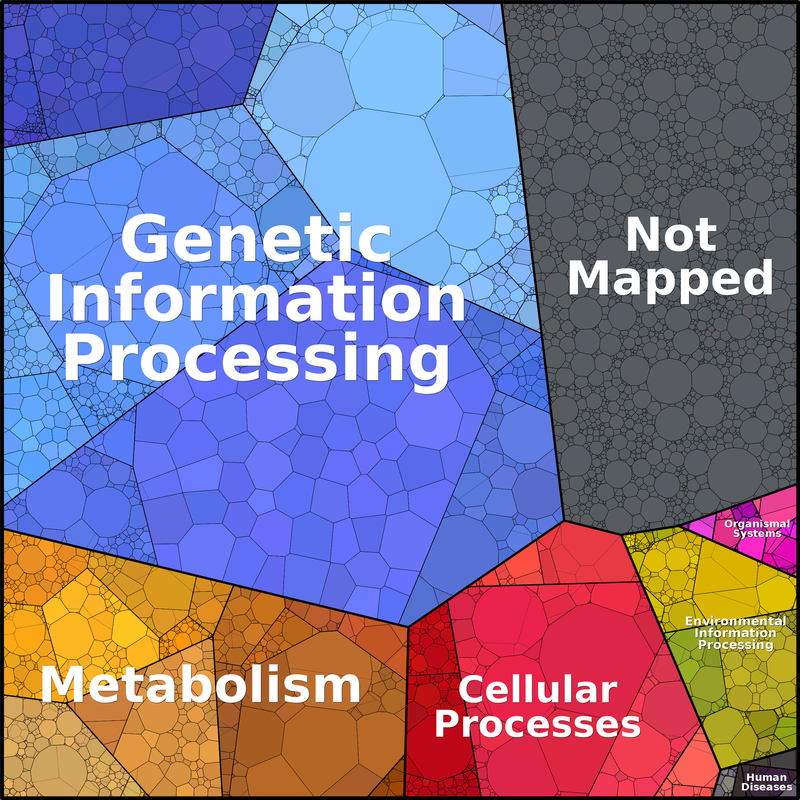 Genetic
Information
Processing
Not
Mapped
Organismal
Systems
Environmental
Information
Processing
Metabolism
Cellular
Processes
Human
Diseases